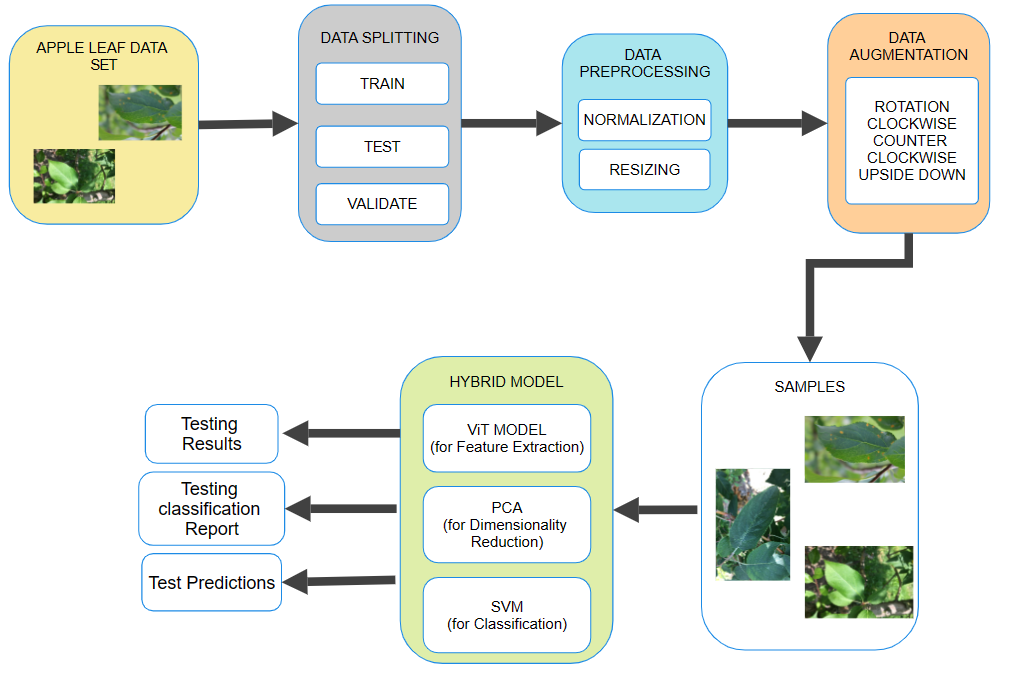 APPLE LEAF DATA
SET
DATA SPLITTING
TRAIN
TEST
VALIDATE
DATA
PREPROCESSING
NORMALIZATION
RESIZING
DATA
AUGMENTATION
ROTATION
CLOCKWISE
COUNTER
CLOCKWISE
UPSIDE DOWN
SAMPLES
HYBRID MODEL
ViT MODEL
(for Feature Extraction)
PCA
(for Dimensionality
Reduction)
SVM
(for Classification)
Testing
Results
Testing
classification
Report
Test Predictions